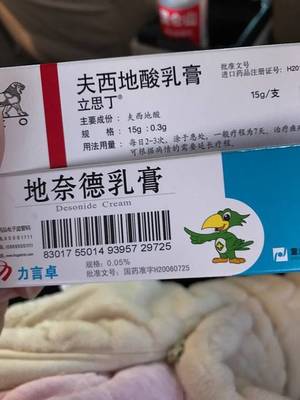 夫西地酸乳膏
立思丁®
主要成份：夫西地酸
规　格：15g:0.3g
用法用量：每日2-3次，涂于患处，一般疗程为7天，治疗
可根据病情的需要延长疗程。
批准文号
进口药品注册证号：H20
15g/支
地奈德乳膏
Desonide Cream
83017 55014 93957 29725
规格：0.05%
批准文号：国药准字H20060725
力言卓